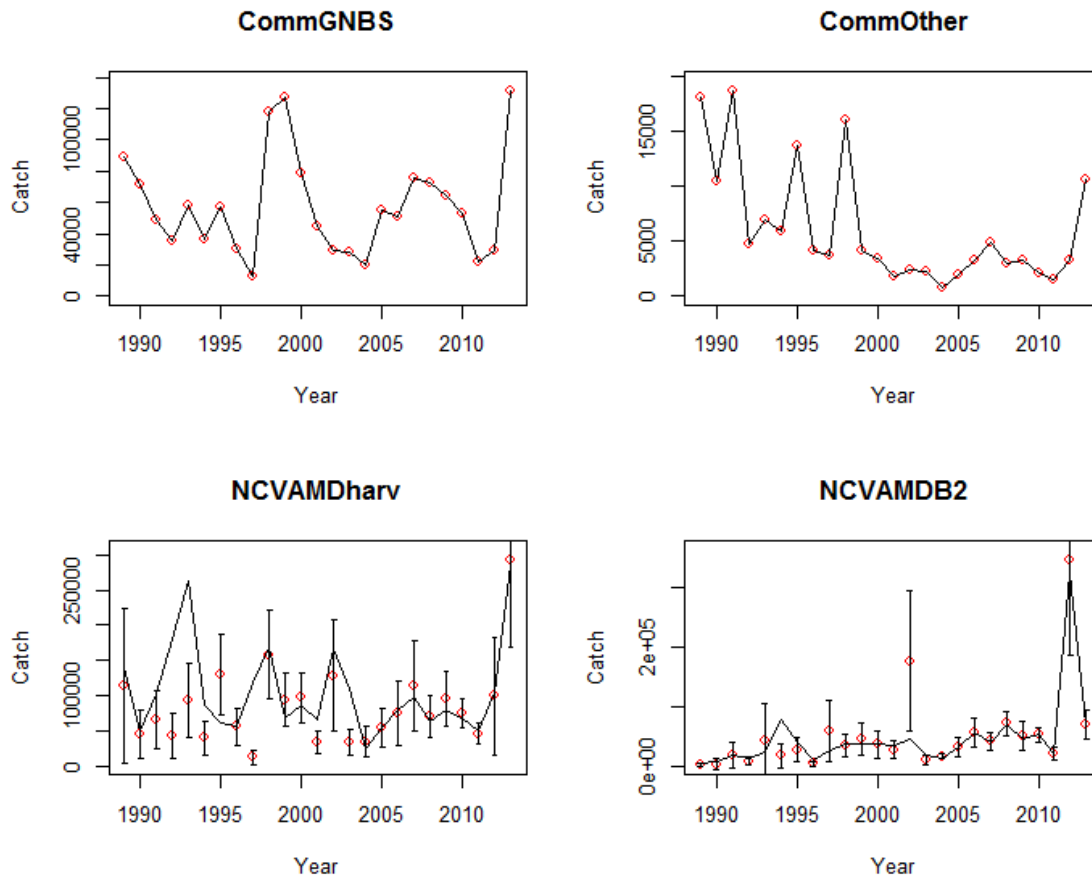 CommGNBS
Catch
0 40000 100000
1990 1995 2000 2005 2010
Year
CommOther
Catch
0 5000 15000
1990 1995 2000 2005 2010
Year
NCVAMDharv
Catch
0 100000 250000
1990 1995 2000 2005 2010
Year
NCVAMDB2
Catch
0e+00 2e+05
1990 1995 2000 2005 2010
Year